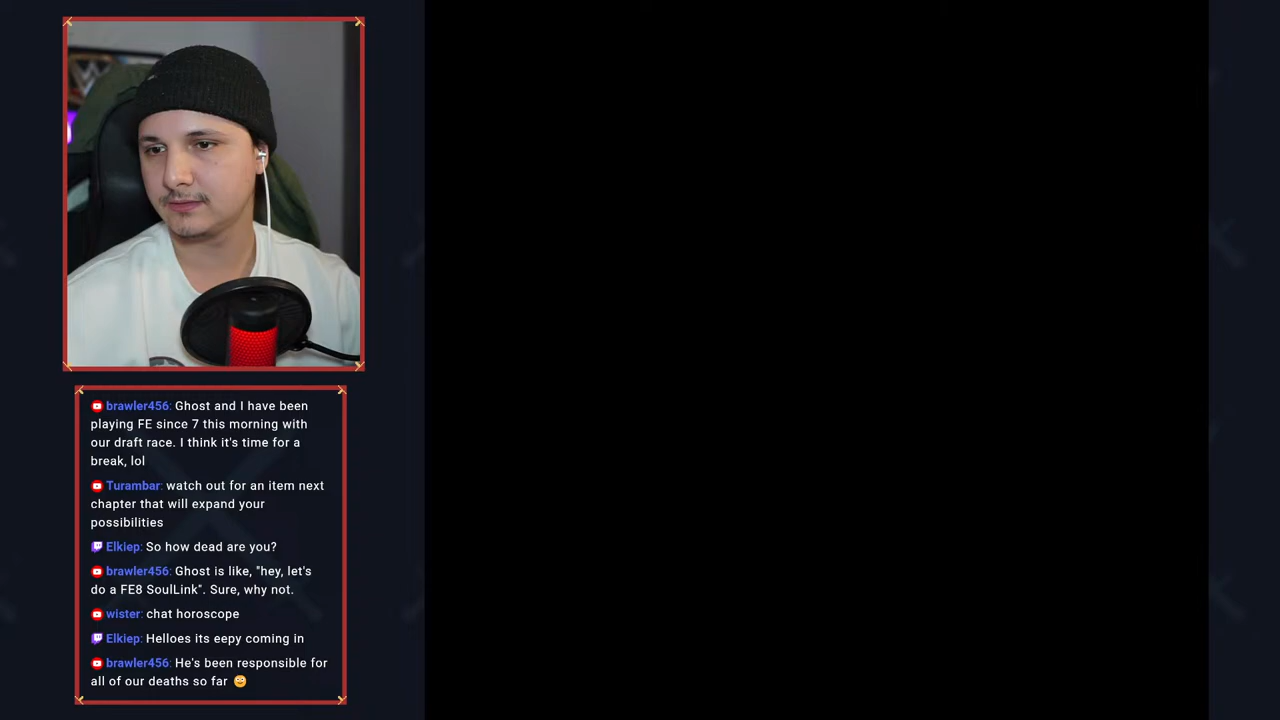 brawler456: Ghost and I have been
playing FE since 7 this morning with
our draft race. I think it's time for a
break, lol
Turambar: watch out for an item next
chapter that will expand your
possibilities
Elkiep: So how dead are you?
brawler456: Ghost is like, "hey, let's
do a FE8 SoulLink". Sure, why not.
wister: chat horoscope
Elkiep: Helloes its eepy coming in
brawler456: He's been responsible for
all of our deaths so far 😳